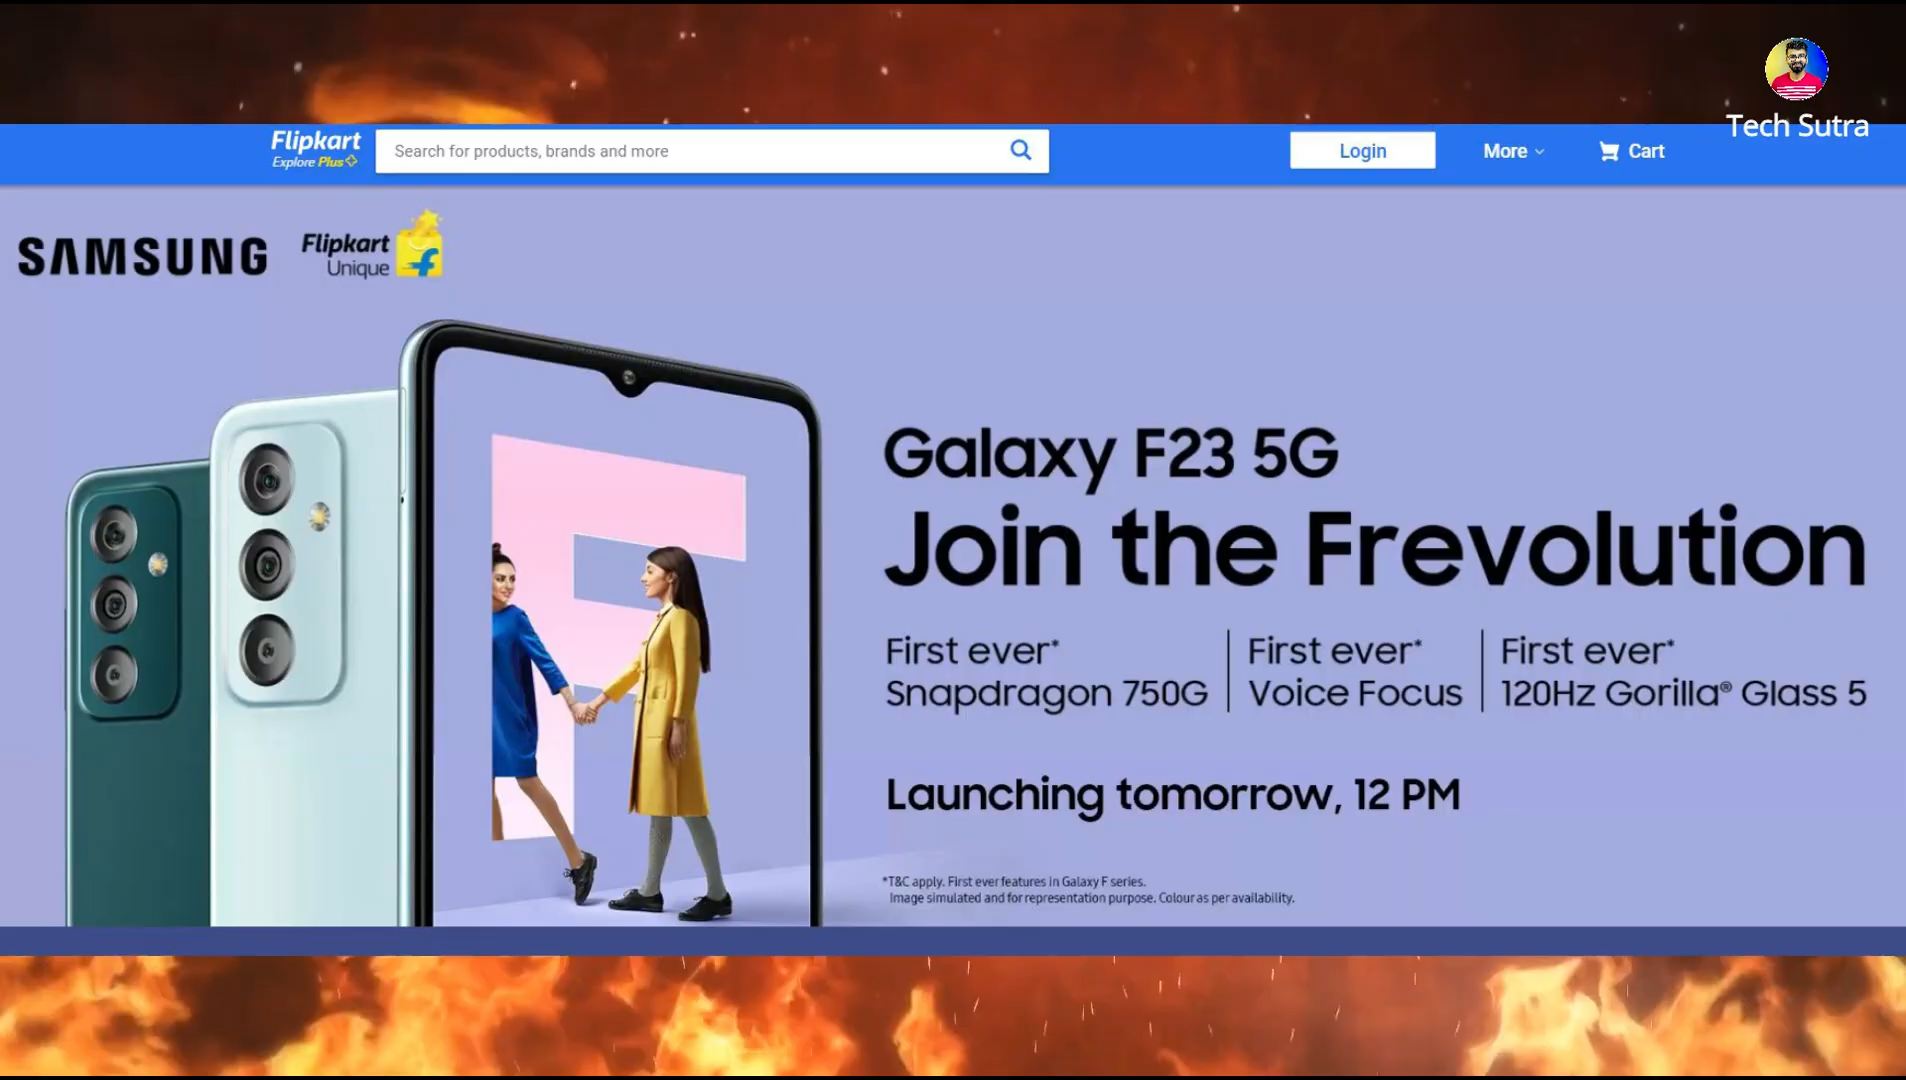 Tech Sutra
Flipkart
Explore Plus
Search for products, brands and more
Login
More
Cart
SAMSUNG
Flipkart
Unique
Galaxy F23 5G
Join the Frevolution
First ever*
Snapdragon 750G
First ever*
Voice Focus
First ever*
120Hz Gorilla® Glass 5
Launching tomorrow, 12 PM
*T&C apply. First ever features in Galaxy F series.
Image simulated and for representation purpose. Colour as per availability.